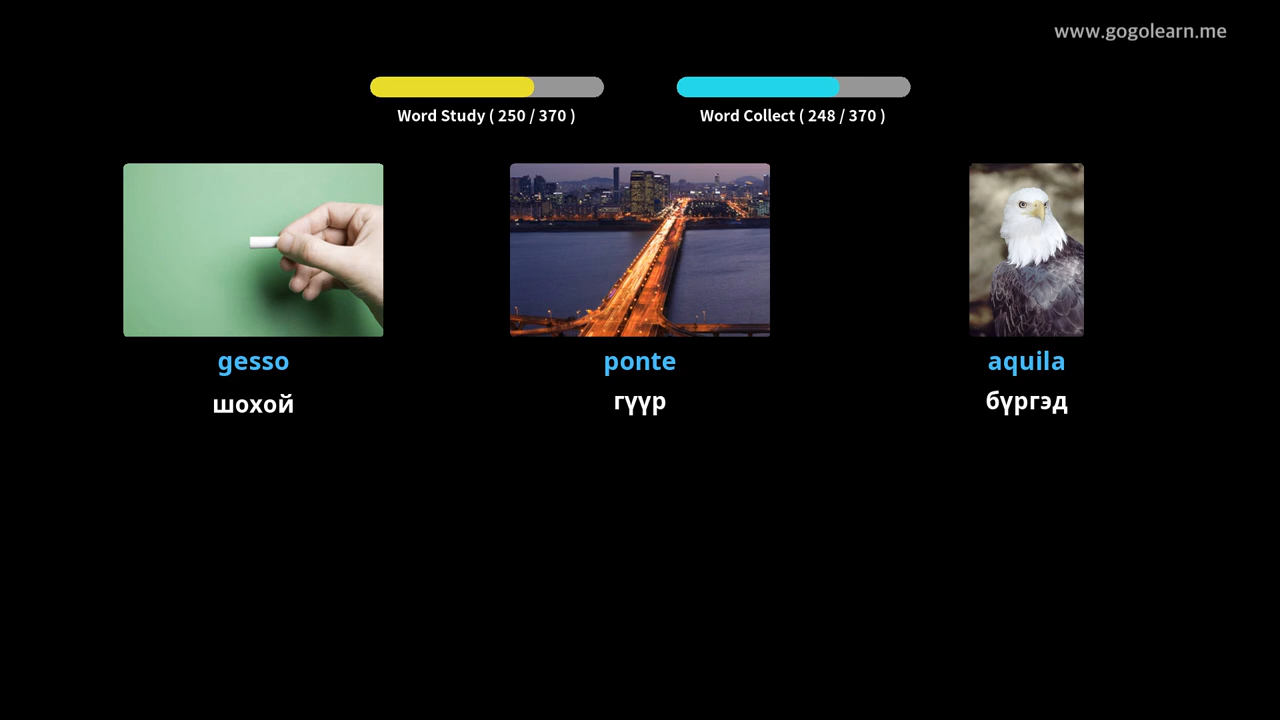 www.gogolearn.me
Word Study ( 250 / 370 )
Word Collect ( 248 / 370 )
gesso
шохой
ponte
гүүр
aquila
бүргэд